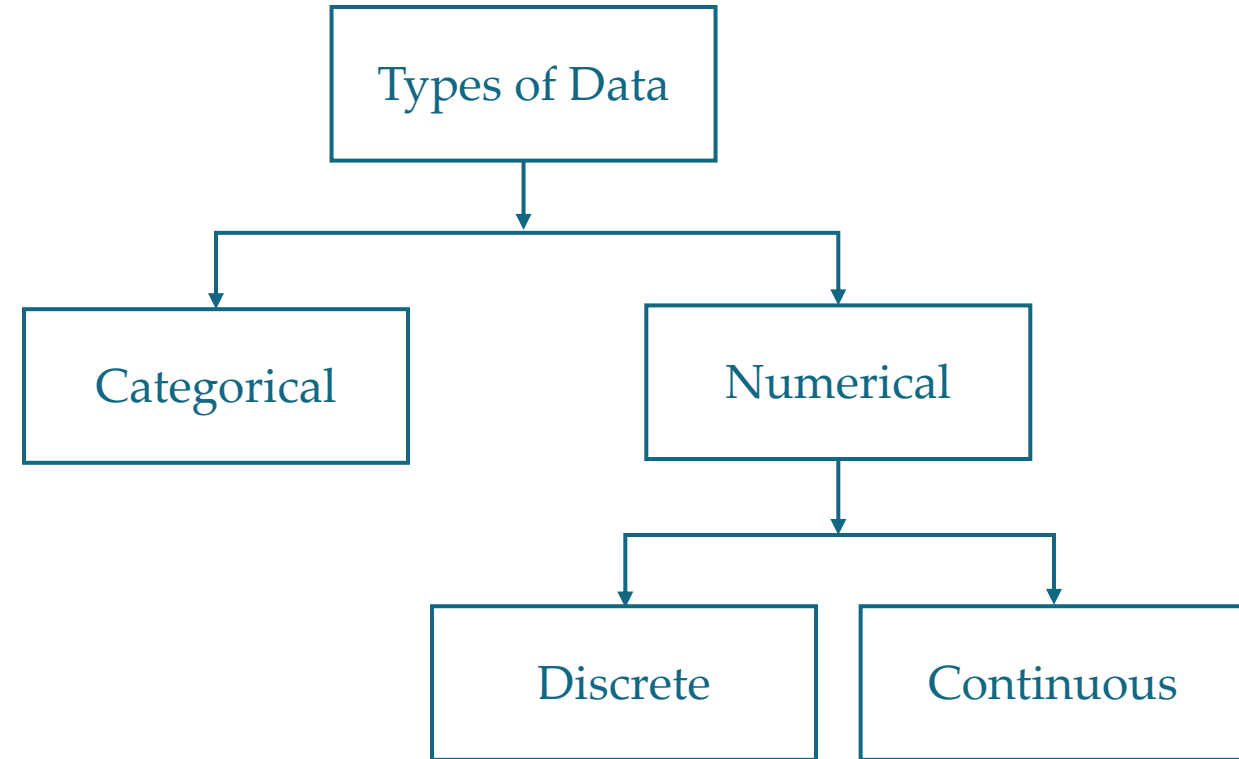 Types of Data
Categorical
Numerical
Discrete
Continuous